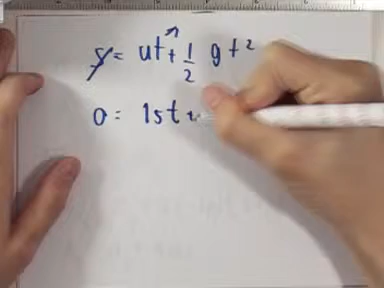 s = ut + 1/2 gt²
0 = 15t +